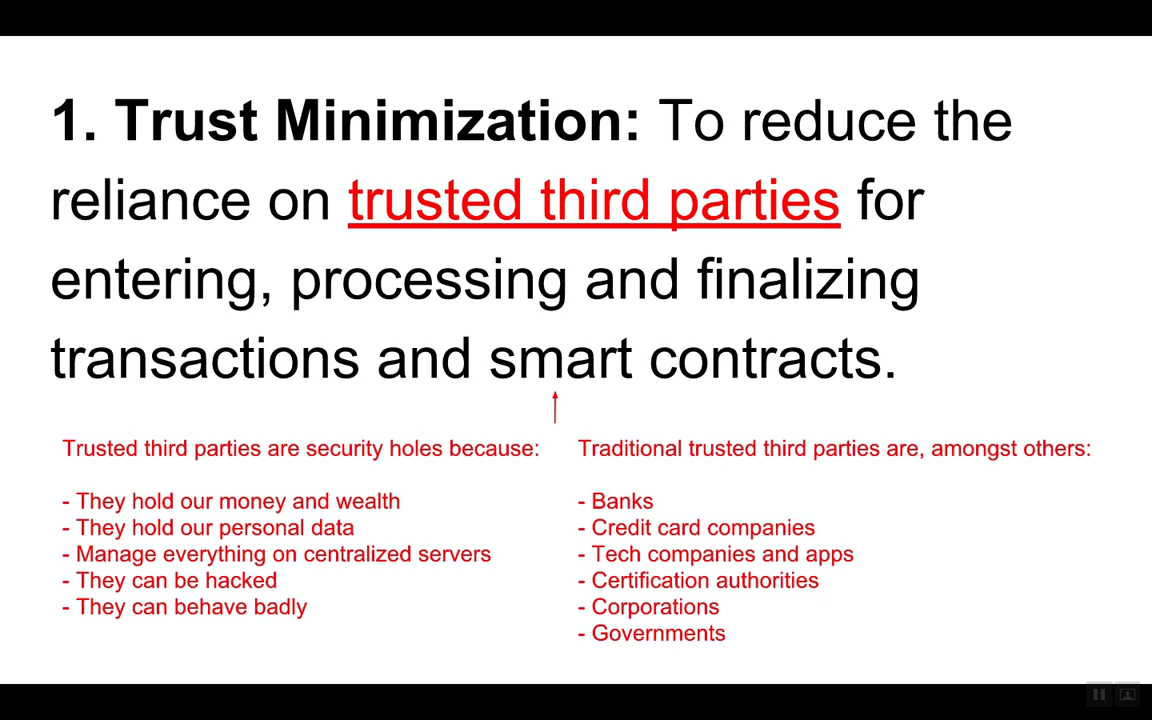 1. Trust Minimization: To reduce the
reliance on trusted third parties for
entering, processing and finalizing
transactions and smart contracts.
Trusted third parties are security holes because:
- They hold our money and wealth
- They hold our personal data
- Manage everything on centralized servers
- They can be hacked
- They can behave badly
Traditional trusted third parties are, amongst others:
- Banks
- Credit card companies
- Tech companies and apps
- Certification authorities
- Corporations
- Governments